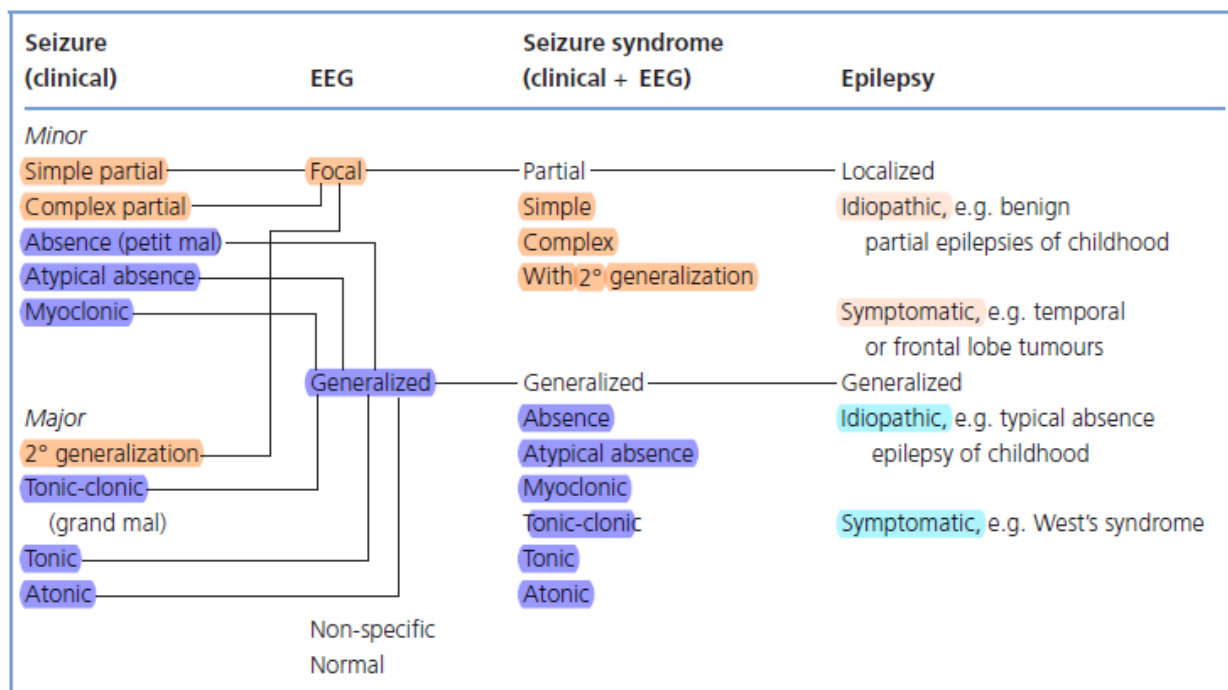 Seizure Seizure syndrome
(clinical) EEG (clinical + EEG) Epilepsy
Minor
Simple partial Focal Partial Localized
Complex partial Simple Idiopathic, e.g. benign
Absence (petit mal) Complex partial epilepsies of childhood
Atypical absence With 2° generalization
Myoclonic Symptomatic, e.g. temporal
or frontal lobe tumours
Generalized Generalized Generalized
Major Absence Idiopathic, e.g. typical absence
2° generalization Atypical absence epilepsy of childhood
Tonic-clonic Myoclonic
(grand mal) Tonic-clonic Symptomatic, e.g. West's syndrome
Tonic Tonic
Atonic Atonic
Non-specific
Normal